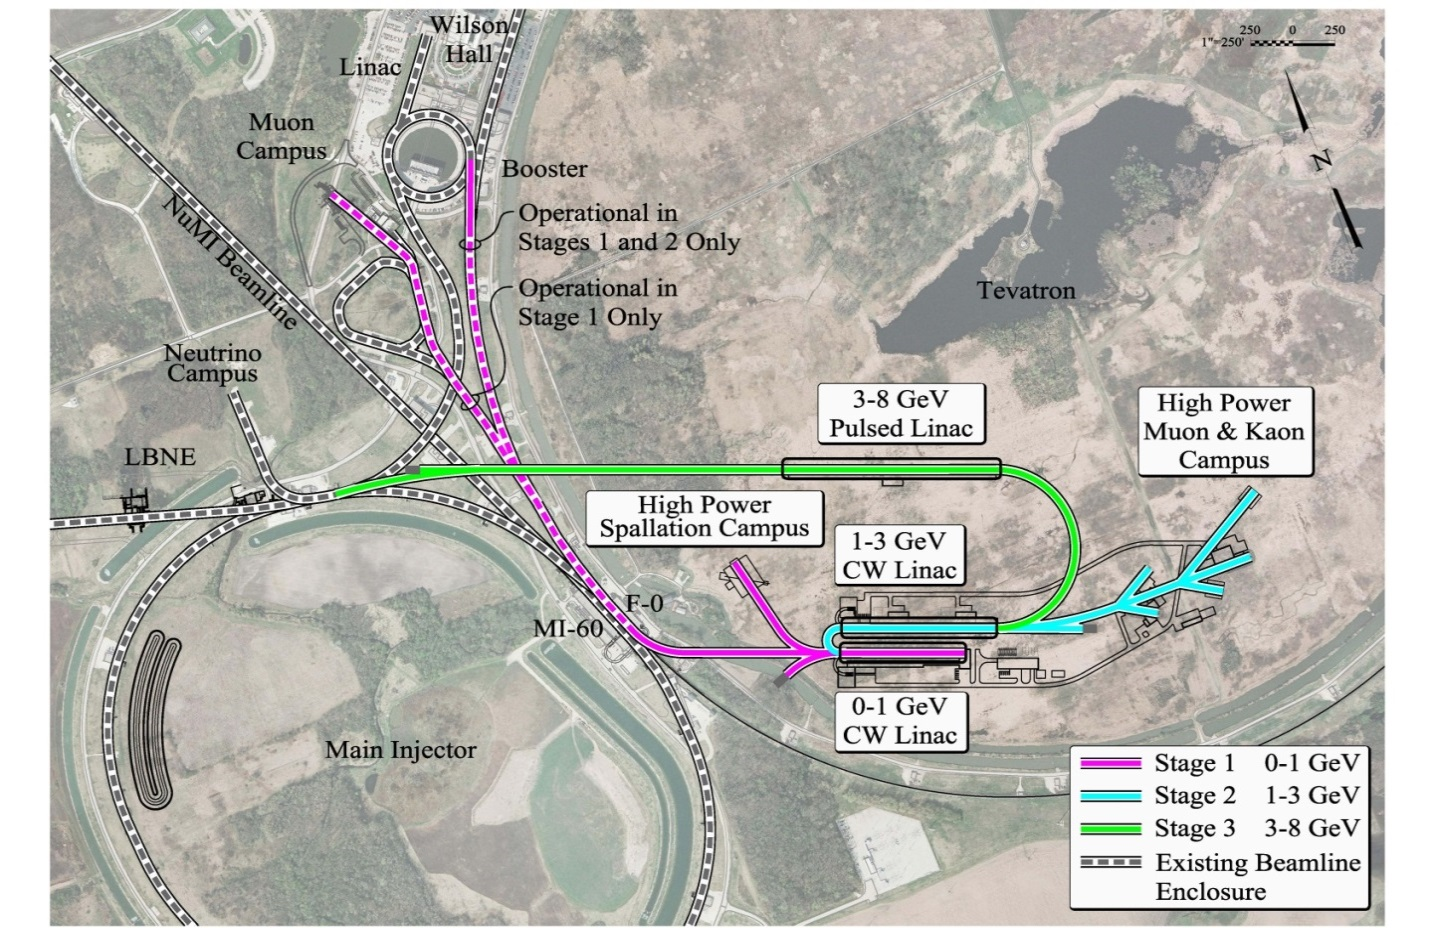 Wilson
Hall
Linac
250 0 250
1"=250'
N
Muon
Campus
Booster
NuMI Beamline
Operational in
Stages 1 and 2 Only
Operational in
Stage 1 Only
Tevatron
Neutrino
Campus
LBNE
3-8 GeV
Pulsed Linac
High Power
Muon & Kaon
Campus
High Power
Spallation Campus
1-3 GeV
CW Linac
F-0
MI-60
0-1 GeV
CW Linac
Main Injector
Stage 1 0-1 GeV
Stage 2 1-3 GeV
Stage 3 3-8 GeV
Existing Beamline
Enclosure